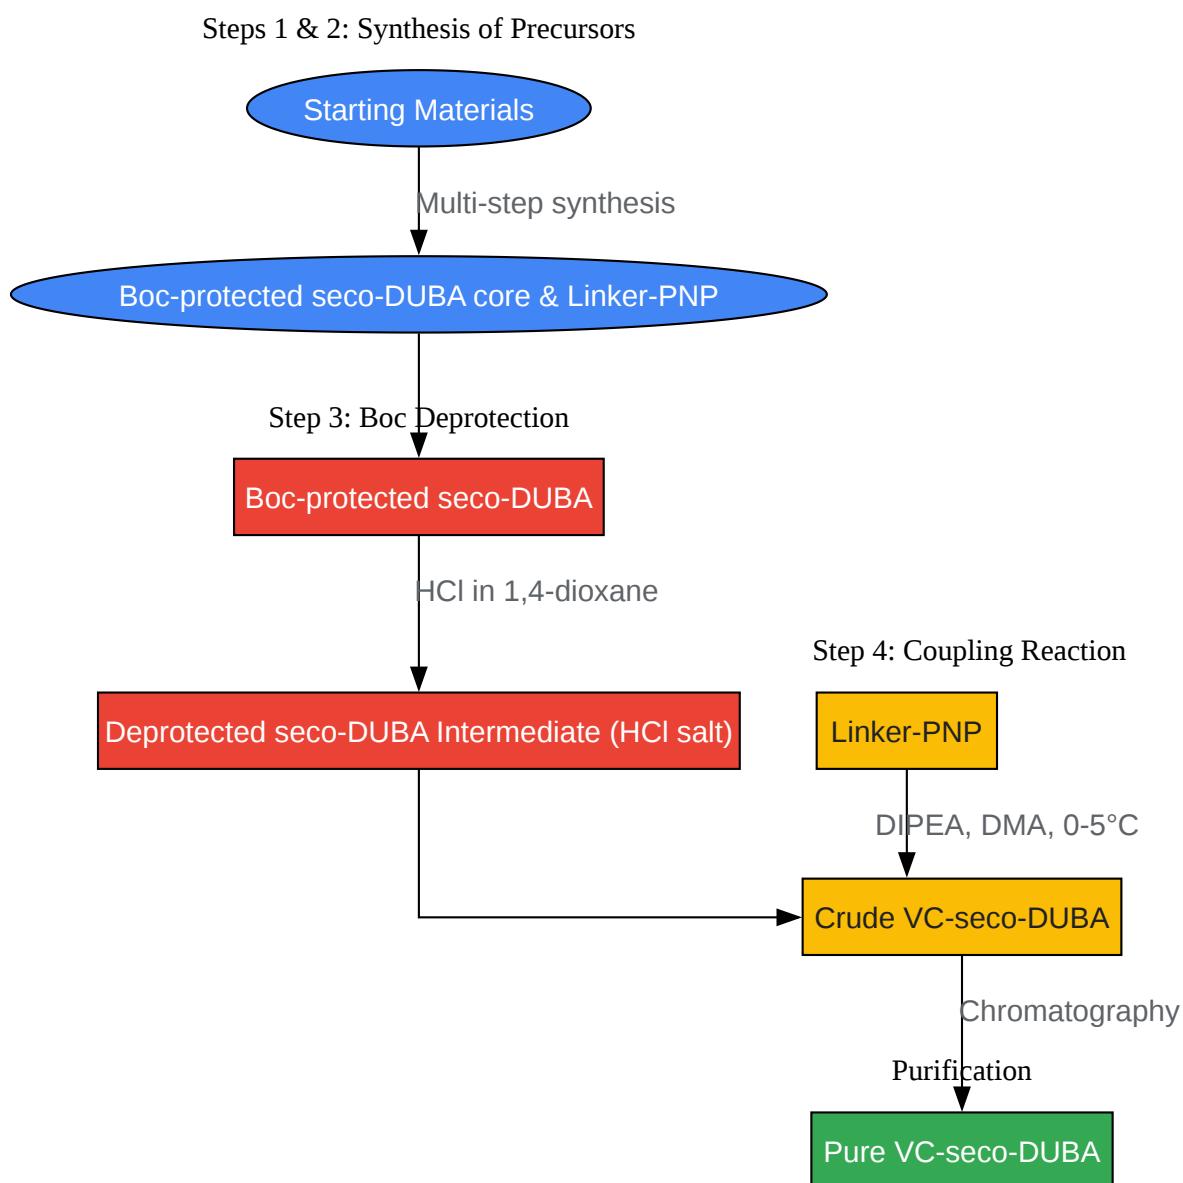 Steps 1 & 2: Synthesis of Precursors
Starting Materials
Multi-step synthesis
Boc-protected seco-DUBA core & Linker-PNP
Step 3: Boc Deprotection
Boc-protected seco-DUBA
HCl in 1,4-dioxane
Deprotected seco-DUBA Intermediate (HCl salt)
Step 4: Coupling Reaction
Linker-PNP
DIPEA, DMA, 0-5°C
Crude VC-seco-DUBA
Chromatography
Purification
Pure VC-seco-DUBA